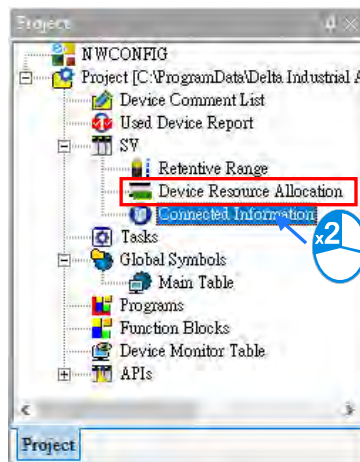 Project
NWCONFIG
Project [C:\ProgramData\Delta Industrial A
Device Comment List
Used Device Report
SV
Retentive Range
Device Resource Allocation
Connected Information
x2
Tasks
Global Symbols
Main Table
Programs
Function Blocks
Device Monitor Table
APIs
Project